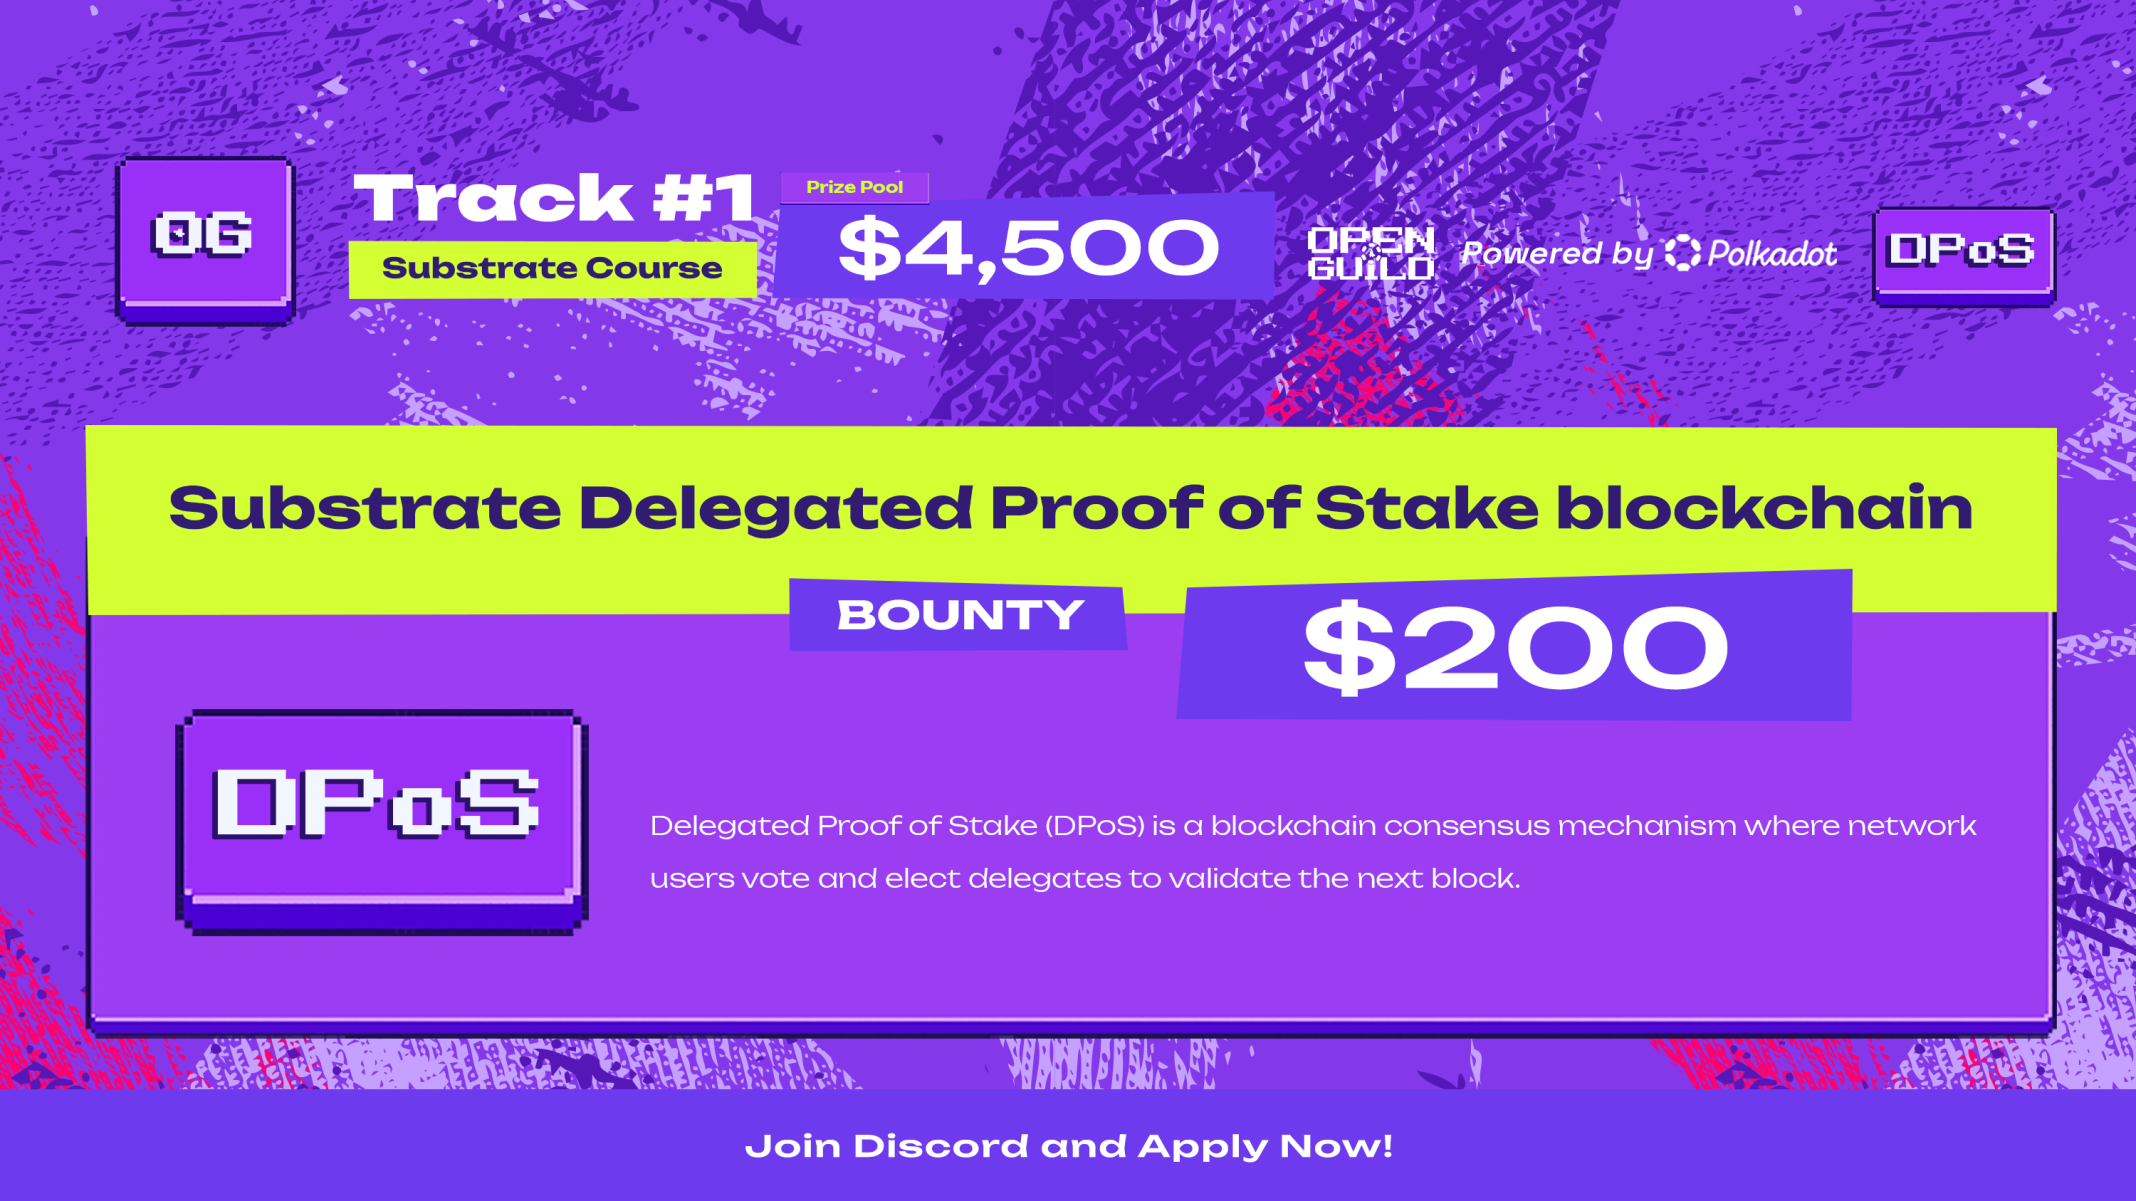 OG
Track #1
Substrate Course
Prize Pool
$4,500
OPEN
GUiLD
Powered by Polkadot
DPoS
Substrate Delegated Proof of Stake blockchain
BOUNTY
$200
DPoS
Delegated Proof of Stake (DPoS) is a blockchain consensus mechanism where network
users vote and elect delegates to validate the next block.
Join Discord and Apply Now!